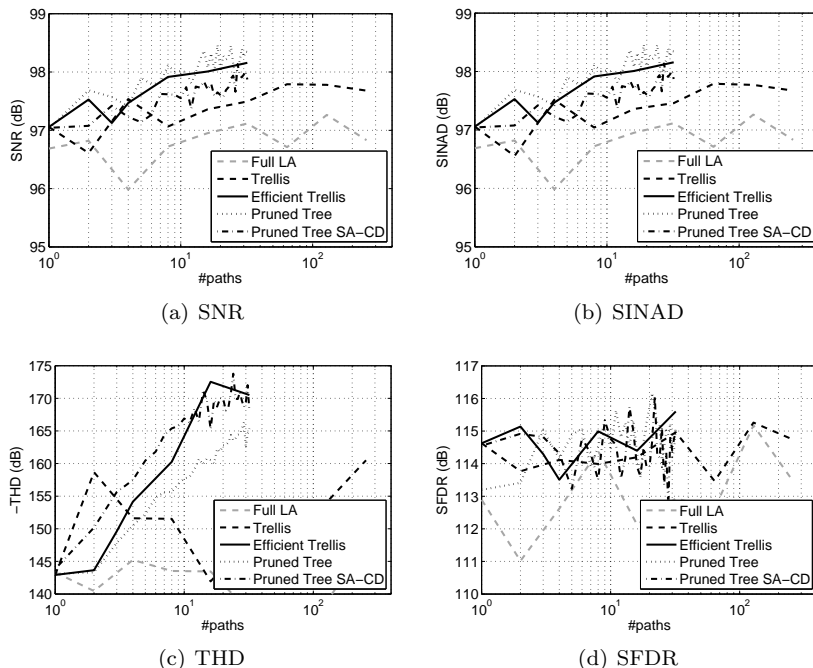 99
98
97
96
95
SNR (dB)
10^0
10^1
10^2
#paths
Full LA
Trellis
Efficient Trellis
Pruned Tree
Pruned Tree SA−CD
(a) SNR
99
98
97
96
95
SINAD (dB)
10^0
10^1
10^2
#paths
Full LA
Trellis
Efficient Trellis
Pruned Tree
Pruned Tree SA−CD
(b) SINAD
175
170
165
160
155
150
145
140
−THD (dB)
10^0
10^1
10^2
#paths
Full LA
Trellis
Efficient Trellis
Pruned Tree
Pruned Tree SA−CD
(c) THD
117
116
115
114
113
112
111
110
SFDR (dB)
10^0
10^1
10^2
#paths
Full LA
Trellis
Efficient Trellis
Pruned Tree
Pruned Tree SA−CD
(d) SFDR